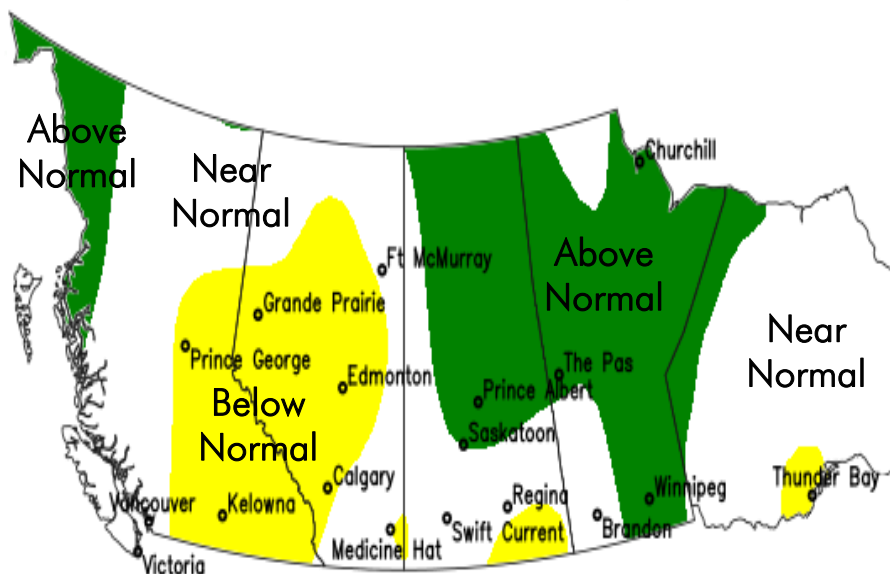 Above
Normal
Near
Normal
Churchill
Ft McMurray
Above
Normal
Grande Prairie
Near
Normal
Prince George
Edmonton
The Pas
Prince Albert
Below
Normal
Saskatoon
Calgary
Thunder Bay
Vancouver
Kelowna
Regina
Winnipeg
Swift Current
Brandon
Medicine Hat
Victoria